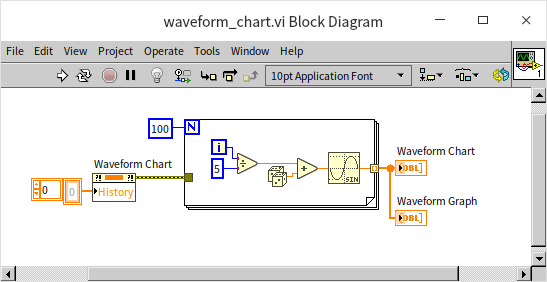 waveform_chart.vi Block Diagram
File Edit View Project Operate Tools Window Help
10pt Application Font
1
100
N
i
5
÷
+
SIN
Waveform Chart
?! ?!
History
0
0
Waveform Chart
DBL
Waveform Graph
DBL